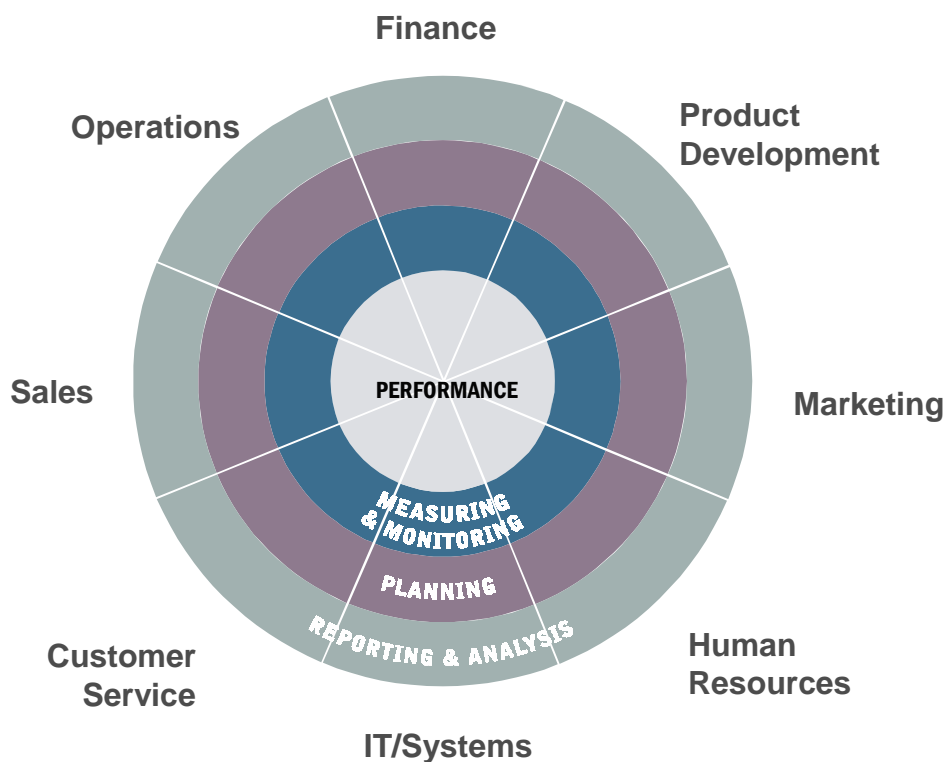 Finance
Operations
Product
Development
Sales
PERFORMANCE
Marketing
MEASURING
& MONITORING
PLANNING
REPORTING & ANALYSIS
Customer
Service
Human
Resources
IT/Systems